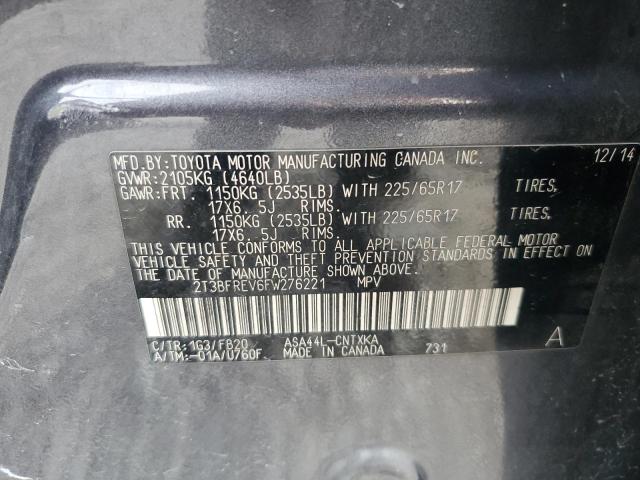 MFD.BY:TOYOTA MOTOR MANUFACTURING CANADA INC. 12/14
GVWR:2105KG (4640LB)
GAWR:FRT. 1150KG (2535LB) WITH 225/65R17 TIRES.
17X6. 5J RIMS.
RR. 1150KG (2535LB) WITH 225/65R17 TIRES.
17X6. 5J RIMS.
THIS VEHICLE CONFORMS TO ALL APPLICABLE FEDERAL MOTOR
VEHICLE SAFETY AND THEFT PREVENTION STANDARDS IN EFFECT ON
THE DATE OF MANUFACTURE SHOWN ABOVE.
2T3BFREV6FW276221 MPV
C/TR:1G3/FB20 ASA44L-CNTXKA 731
A/TM:-01A/U760F MADE IN CANADA A